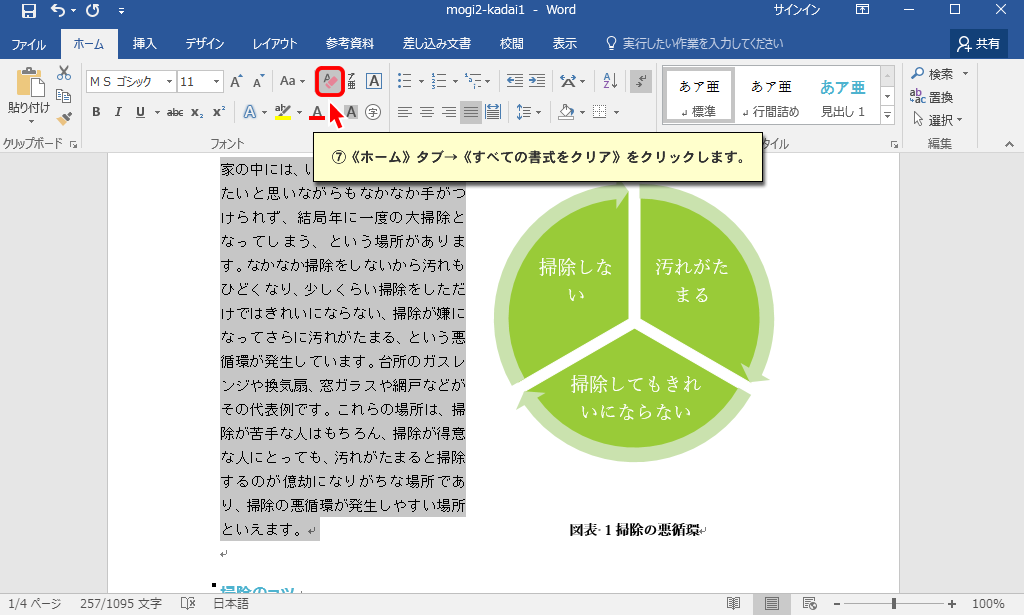 mogi2-kadai1 - Word
サインイン
ファイル ホーム 挿入 デザイン レイアウト 参考資料 差し込み文書 校閲 表示 実行したい作業を入力してください 共有
貼り付け
ＭＳ ゴシック 11 A A Aa A 亜 A
B I U abc x₂ x² A aly A A 字
あア亜 あア亜 あア亜
標準 行間詰め 見出し 1
検索
置換
選択
クリップボード フォント タイル 編集
⑦《ホーム》タブ→《すべての書式をクリア》をクリックします。
家の中には、
たいと思いながらもなかなか手がつ
けられず、結局年に一度の大掃除と
なってしまう、という場所がありま
す。なかなか掃除をしないから汚れも
ひどくなり、少しくらい掃除をしただ
けではきれいにならない、掃除が嫌に
なってさらに汚れがたまる、という悪
循環が発生しています。台所のガスレ
ンジや換気扇、窓ガラスや網戸などが
その代表例です。これらの場所は、掃
除が苦手な人はもちろん、掃除が得意
な人にとっても、汚れがたまると掃除
するのが億劫になりがちな場所であ
り、掃除の悪循環が発生しやすい場所
といえます。
掃除しな
い
汚れがた
まる
掃除してもきれ
いにならない
図表 1 掃除の悪循環
掃除のコツ
1/4 ページ 257/1095 文字 日本語 100%